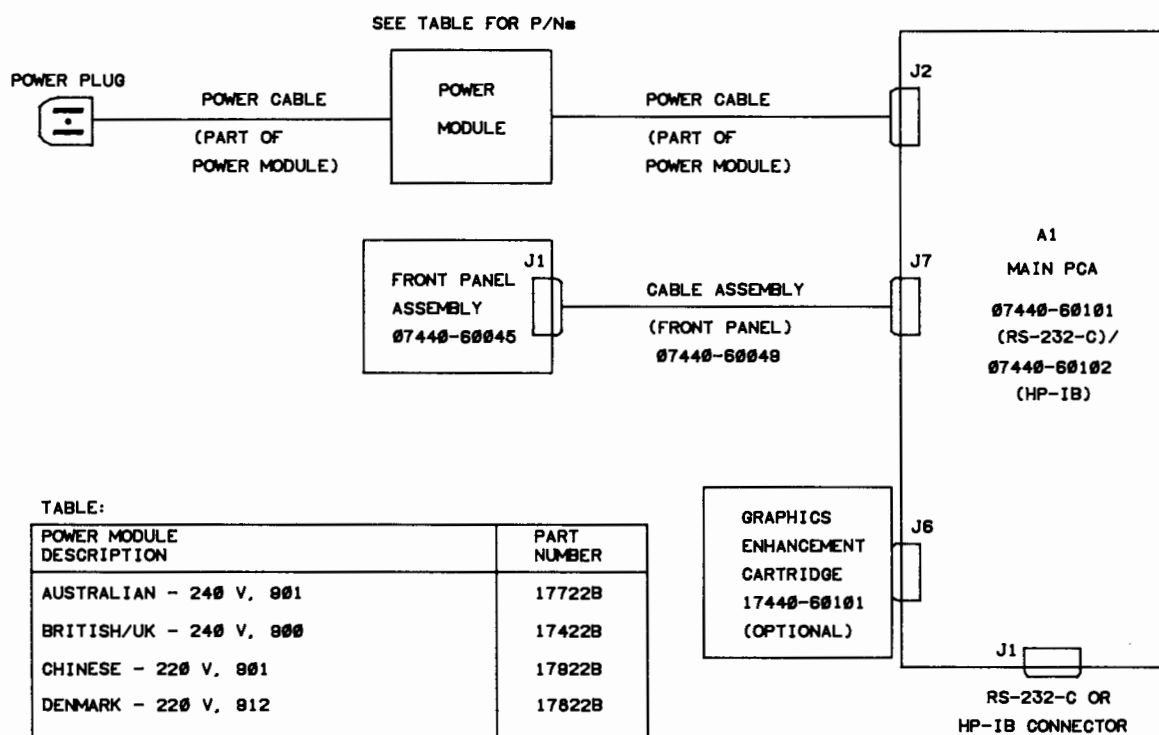 SEE TABLE FOR P/Ns
POWER PLUG
POWER CABLE
(PART OF
POWER MODULE)
POWER
MODULE
POWER CABLE
(PART OF
POWER MODULE)
J2
FRONT PANEL
ASSEMBLY
07440-60045
J1
CABLE ASSEMBLY
(FRONT PANEL)
07440-60049
J7
A1
MAIN PCA
07440-60101
(RS-232-C)/
07440-60102
(HP-IB)
GRAPHICS
ENHANCEMENT
CARTRIDGE
17440-60101
(OPTIONAL)
J6
J1
RS-232-C OR
HP-IB CONNECTOR
TABLE:
POWER MODULE DESCRIPTION PART NUMBER
AUSTRALIAN - 240 V, 901 17722B
BRITISH/UK - 240 V, 900 17422B
CHINESE - 220 V, 901 17922B
DENMARK - 220 V, 912 17822B